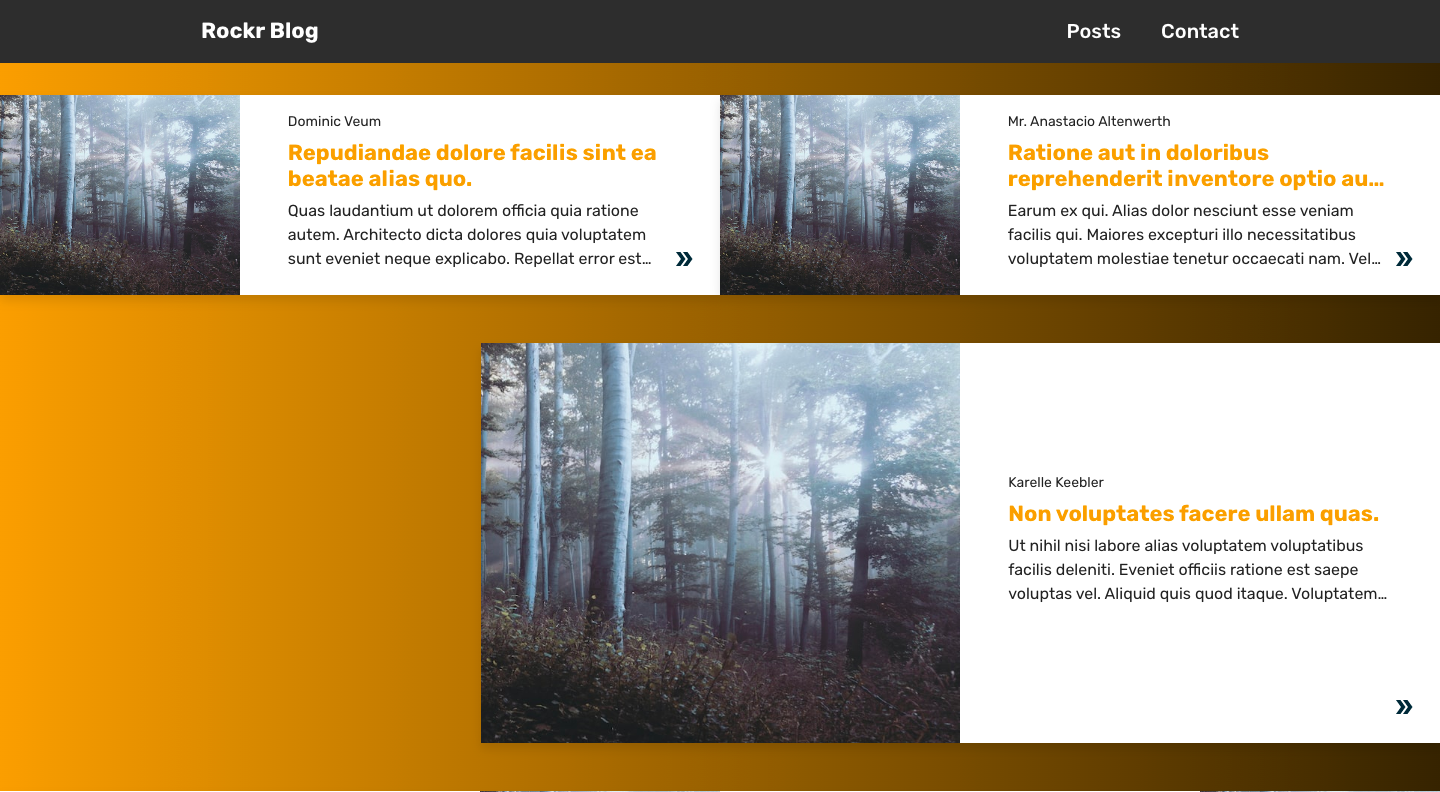 Rockr Blog
Posts
Contact
Dominic Veum
Repudiandae dolore facilis sint ea
beatae alias quo.
Quas laudantium ut dolorem officia quia ratione
autem. Architecto dicta dolores quia voluptatem
sunt eveniet neque explicabo. Repellat error est…
»
Mr. Anastacio Altenwerth
Ratione aut in doloribus
reprehenderit inventore optio au…
Earum ex qui. Alias dolor nesciunt esse veniam
facilis qui. Maiores excepturi illo necessitatibus
voluptatem molestiae tenetur occaecati nam. Vel…
»
Karelle Keebler
Non voluptates facere ullam quas.
Ut nihil nisi labore alias voluptatem voluptatibus
facilis deleniti. Eveniet officiis ratione est saepe
voluptas vel. Aliquid quis quod itaque. Voluptatem…
»